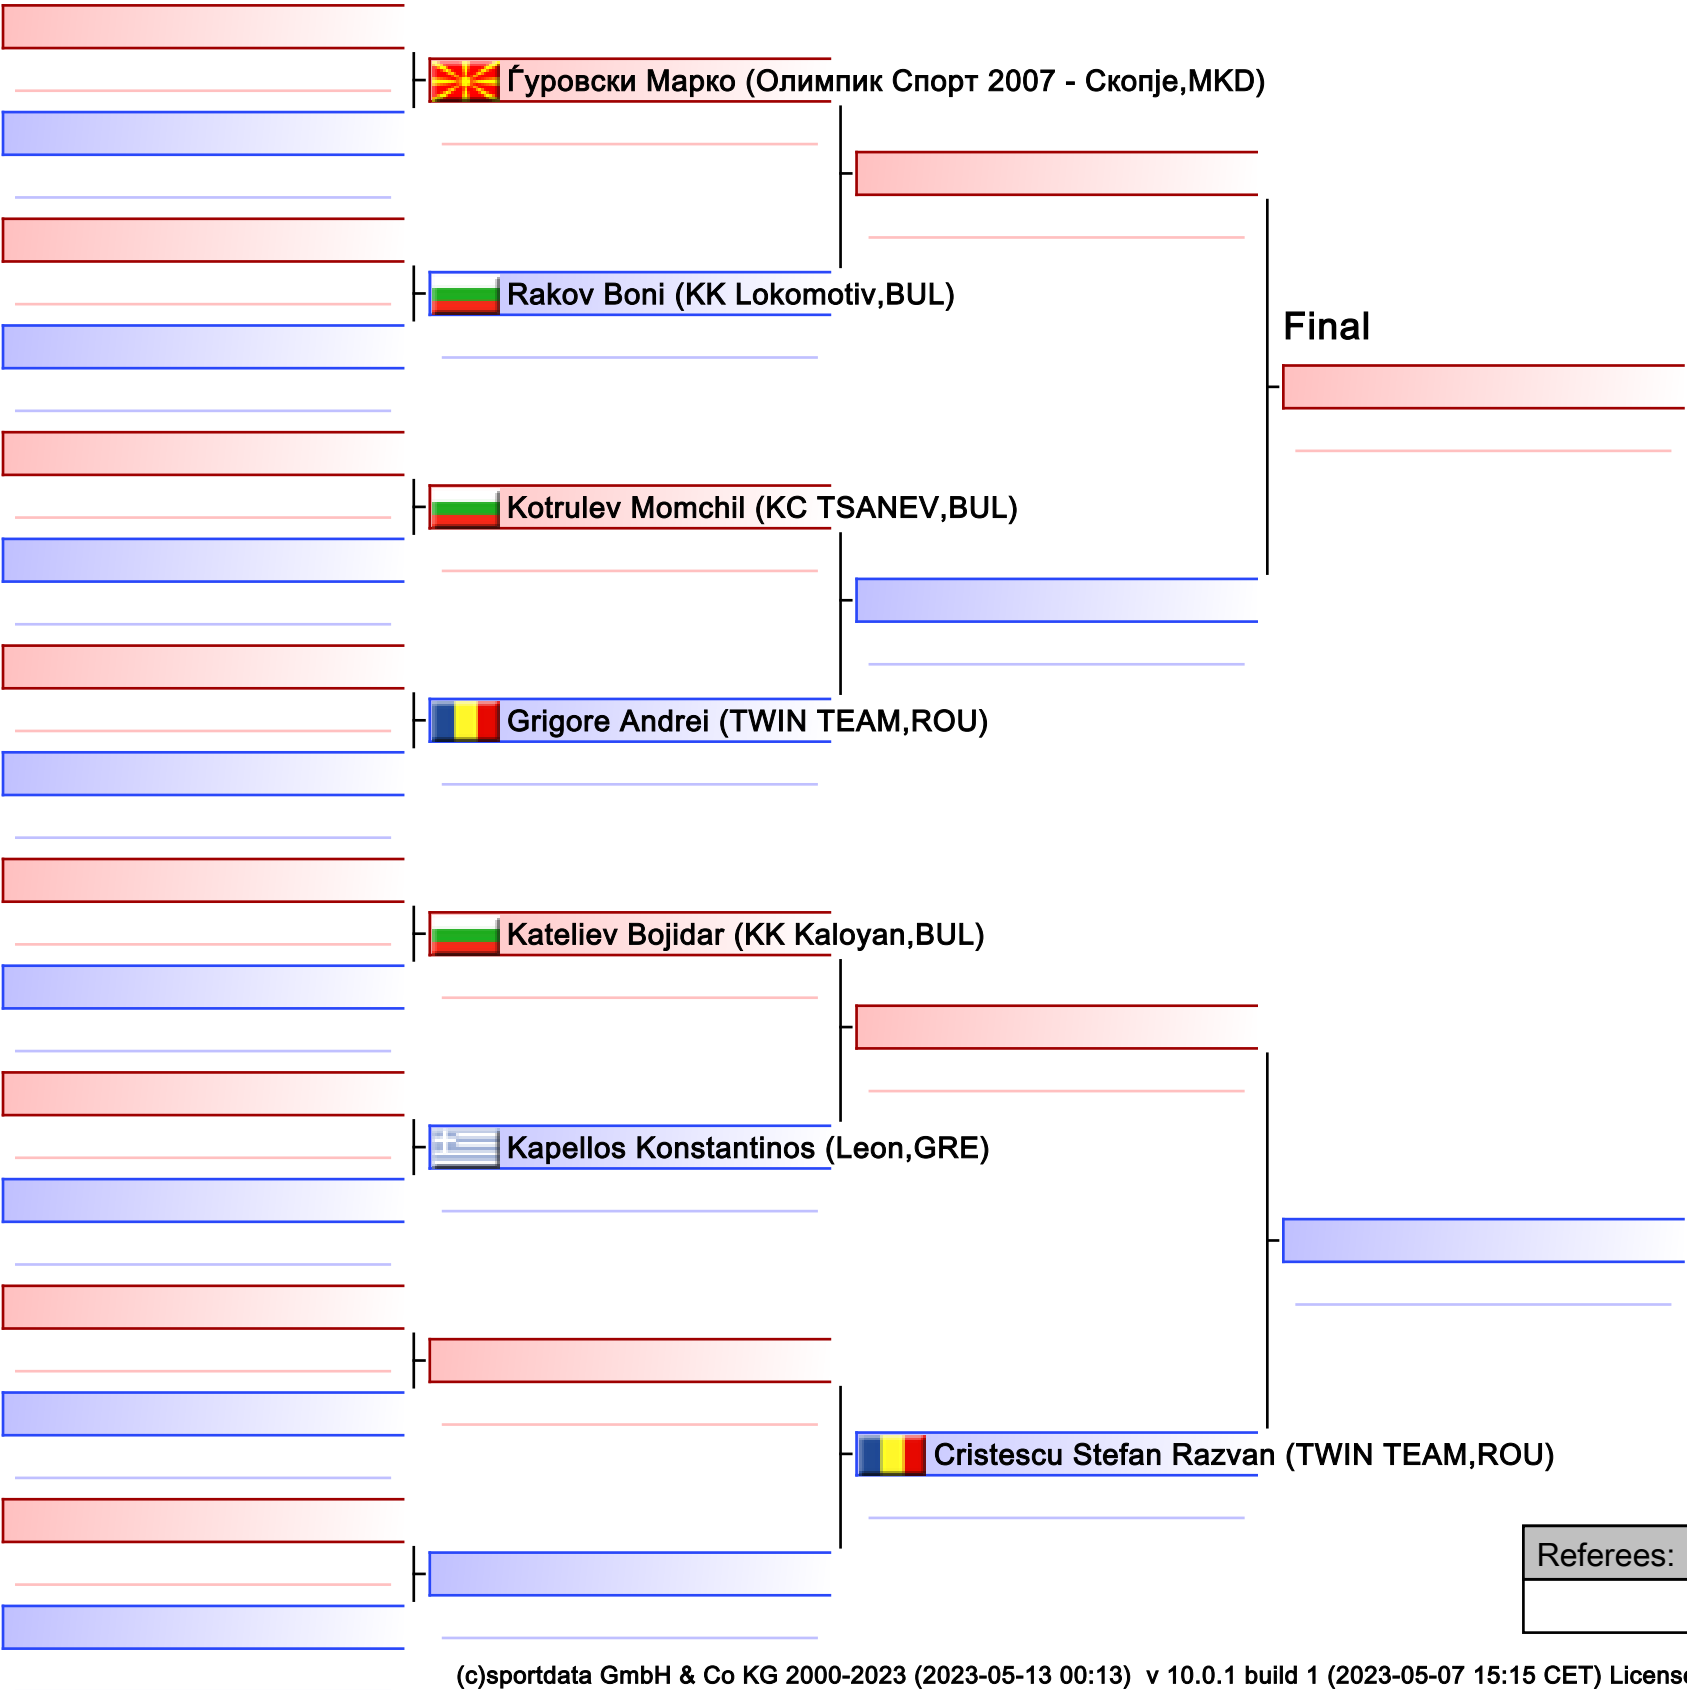 Ѓуровски Марко (Олимпик Спорт 2007 - Скопје,MKD)
Rakov Boni (KK Lokomotiv,BUL)
Final
Kotrulev Momchil (KC TSANEV,BUL)
Grigore Andrei (TWIN TEAM,ROU)
Kateliev Bojidar (KK Kaloyan,BUL)
Kapellos Konstantinos (Leon,GRE)
Cristescu Stefan Razvan (TWIN TEAM,ROU)
Referees:
(c)sportdata GmbH & Co KG 2000-2023 (2023-05-13 00:13) v 10.0.1 build 1 (2023-05-07 15:15 CET) License